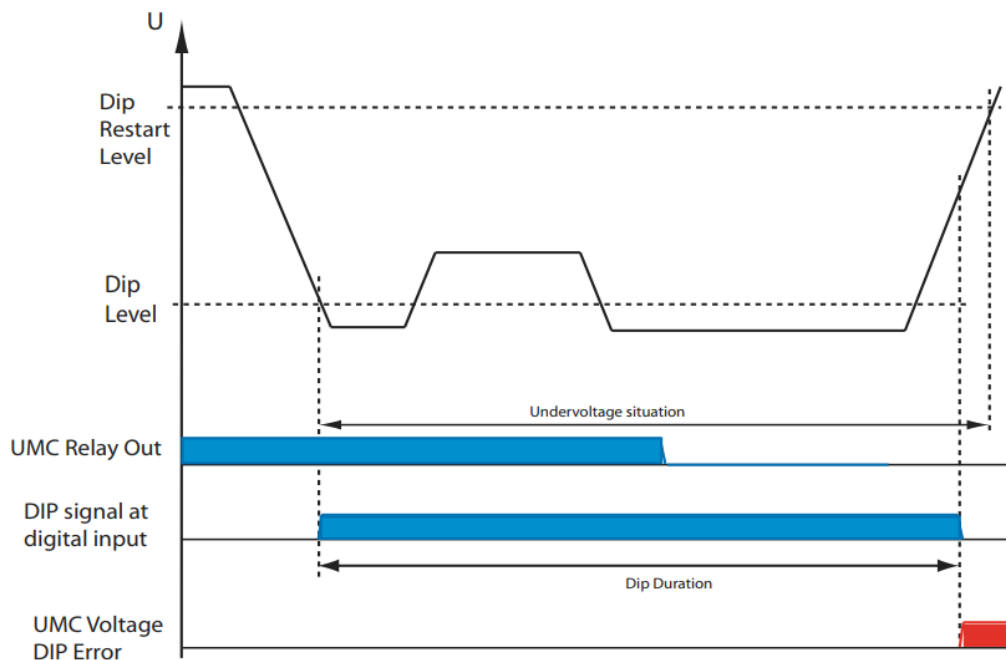 U
Dip
Restart
Level
Dip
Level
Undervoltage situation
UMC Relay Out
DIP signal at
digital input
Dip Duration
UMC Voltage
DIP Error